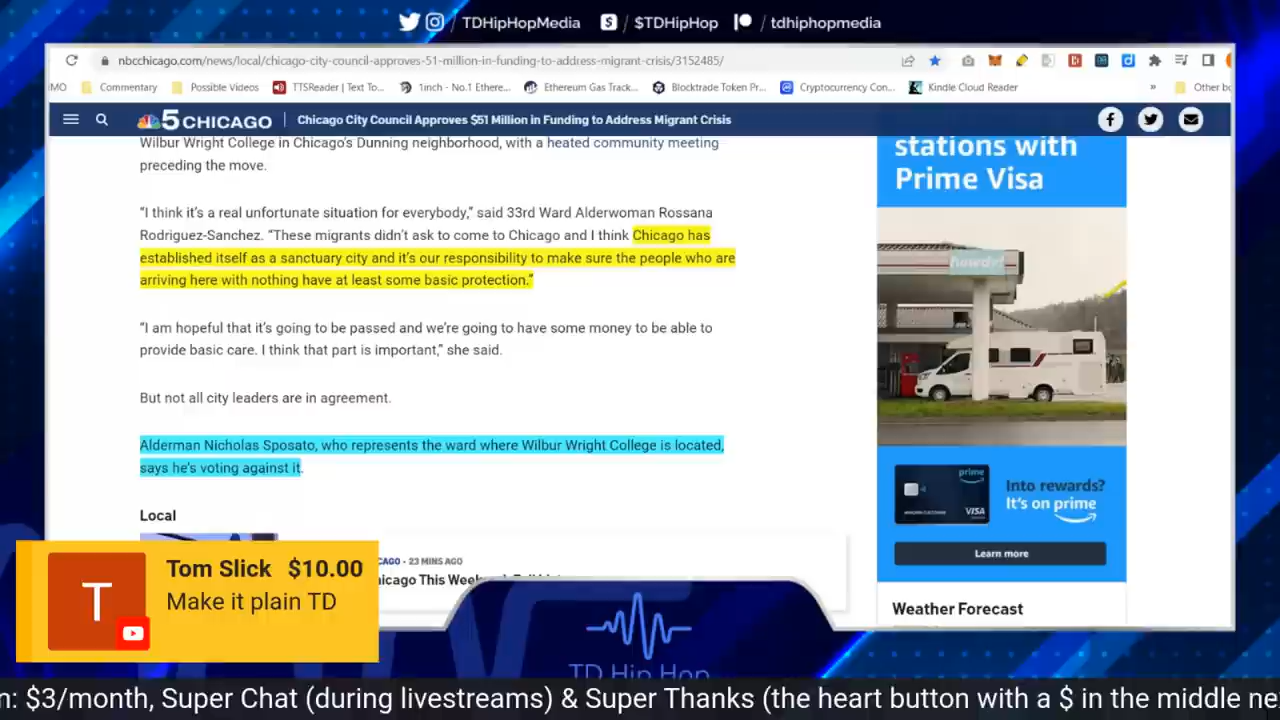 / TDHipHopMedia / $TDHipHop / tdhiphopmedia
nbcchicago.com/news/local/chicago-city-council-approves-51-million-in-funding-to-address-migrant-crisis/3152485/
MO Commentary Possible Videos TTSReader | Text To... 1inch - No.1 Ethere... Ethereum Gas Track... Blocktrade Token Pr... Cryptocurrency Con... Kindle Cloud Reader » Other bo
5 CHICAGO Chicago City Council Approves $51 Million in Funding to Address Migrant Crisis
Wilbur Wright College in Chicago's Dunning neighborhood, with a heated community meeting
preceding the move.
"I think it's a real unfortunate situation for everybody," said 33rd Ward Alderwoman Rossana
Rodriguez-Sanchez. "These migrants didn't ask to come to Chicago and I think Chicago has
established itself as a sanctuary city and it's our responsibility to make sure the people who are
arriving here with nothing have at least some basic protection."
"I am hopeful that it's going to be passed and we're going to have some money to be able to
provide basic care. I think that part is important," she said.
But not all city leaders are in agreement.
Alderman Nicholas Sposato, who represents the ward where Wilbur Wright College is located,
says he's voting against it.
Local
CAGO • 23 MINS AGO
stations with
Prime Visa
howdy!
prime
VISA
Into rewards?
It's on prime
Learn more
Weather Forecast
T
Tom Slick $10.00
Make it plain TD
TD Hip Hop
n: $3/month, Super Chat (during livestreams) & Super Thanks (the heart button with a $ in the middle ne